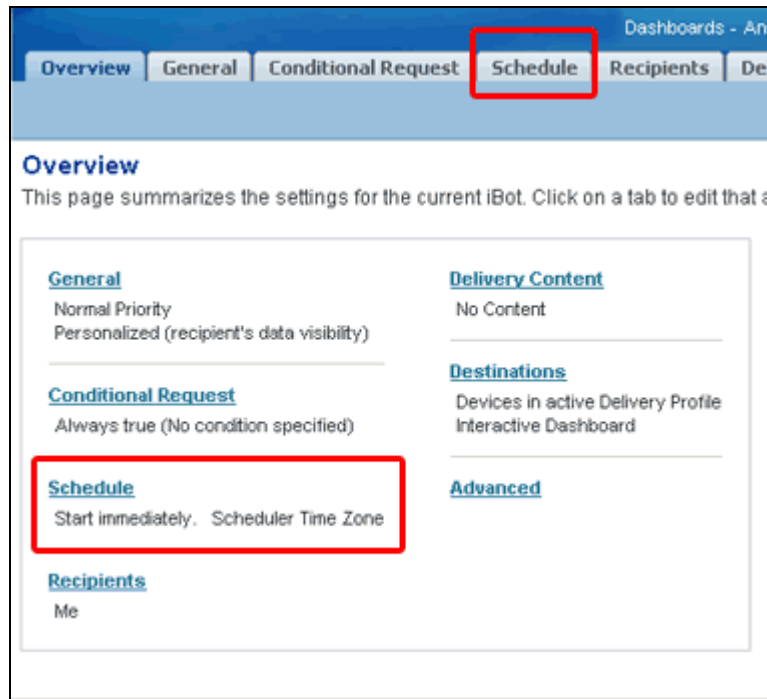 Dashboards - An
Overview General Conditional Request Schedule Recipients De
Overview
This page summarizes the settings for the current iBot. Click on a tab to edit that a
General
Normal Priority
Personalized (recipient's data visibility)
Conditional Request
Always true (No condition specified)
Schedule
Start immediately. Scheduler Time Zone
Recipients
Me
Delivery Content
No Content
Destinations
Devices in active Delivery Profile
Interactive Dashboard
Advanced